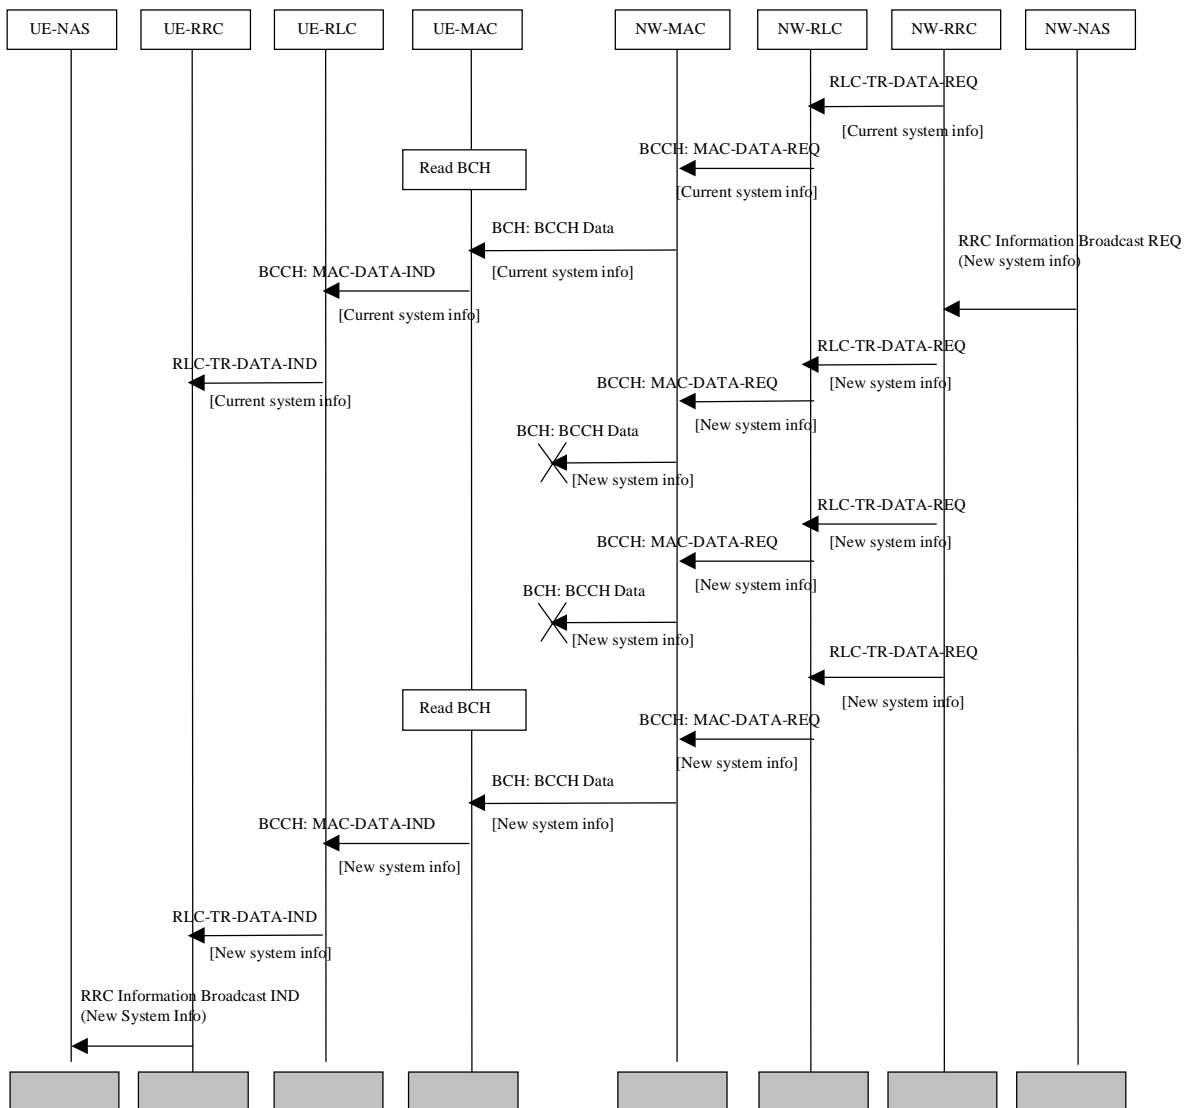 UE-NAS
UE-RRC
UE-RLC
UE-MAC
NW-MAC
NW-RLC
NW-RRC
NW-NAS
RLC-TR-DATA-REQ
[Current system info]
BCCH: MAC-DATA-REQ
Read BCH
[Current system info]
BCH: BCCH Data
RRC Information Broadcast REQ
(New system info)
BCCH: MAC-DATA-IND
[Current system info]
[Current system info]
RLC-TR-DATA-REQ
RLC-TR-DATA-IND
[New system info]
BCCH: MAC-DATA-REQ
[Current system info]
[New system info]
BCH: BCCH Data
[New system info]
RLC-TR-DATA-REQ
BCCH: MAC-DATA-REQ
[New system info]
[New system info]
BCH: BCCH Data
[New system info]
RLC-TR-DATA-REQ
[New system info]
Read BCH
BCCH: MAC-DATA-REQ
[New system info]
BCH: BCCH Data
BCCH: MAC-DATA-IND
[New system info]
[New system info]
RLC-TR-DATA-IND
[New system info]
RRC Information Broadcast IND
(New System Info)